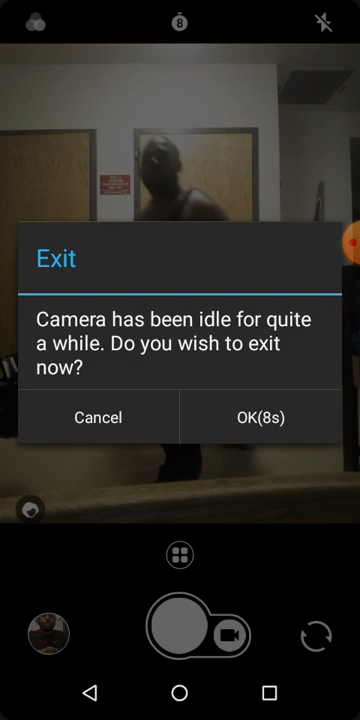 8
Exit
Camera has been idle for quite
a while. Do you wish to exit
now?
Cancel
OK(8s)